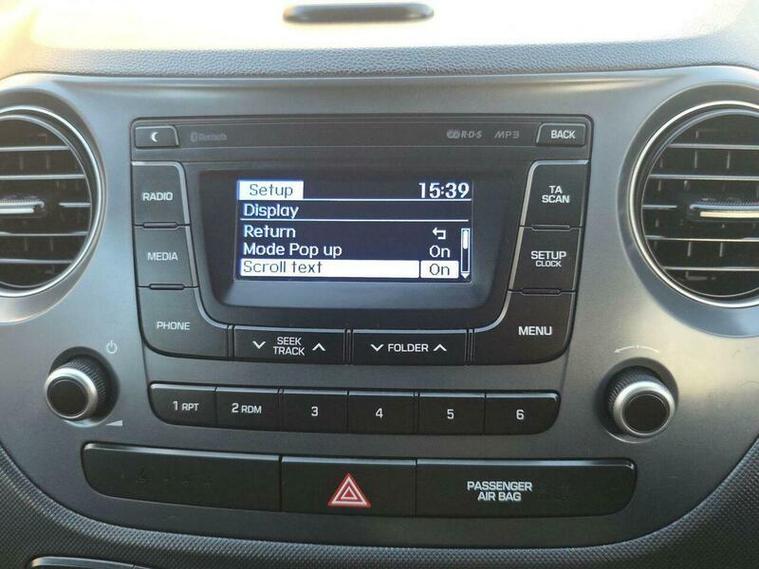 Bluetooth
R·D·S
MP3
BACK
RADIO
Setup
15:39
TA
SCAN
Display
MEDIA
Return
Mode Pop up On
Scroll text On
SETUP
CLOCK
PHONE
SEEK
TRACK
FOLDER
MENU
1 RPT
2 RDM
3
4
5
6
PASSENGER
AIR BAG